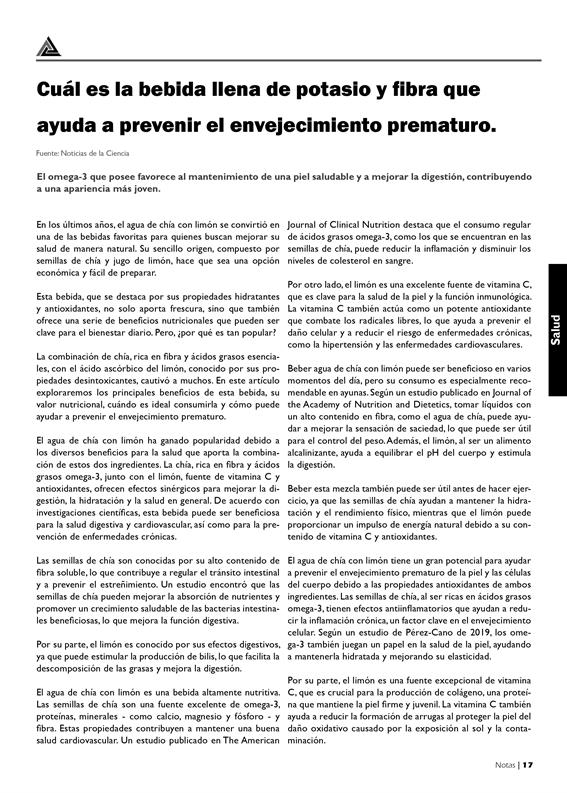 Cuál es la bebida llena de potasio y fibra que
ayuda a prevenir el envejecimiento prematuro.
Fuente: Noticias de la Ciencia
El omega-3 que posee favorece al mantenimiento de una piel saludable y a mejorar la digestión, contribuyendo
a una apariencia más joven.
En los últimos años, el agua de chía con limón se convirtió en
una de las bebidas favoritas para quienes buscan mejorar su
salud de manera natural. Su sencillo origen, compuesto por
semillas de chía y jugo de limón, hace que sea una opción
económica y fácil de preparar.
Esta bebida, que se destaca por sus propiedades hidratantes
y antioxidantes, no solo aporta frescura, sino que también
ofrece una serie de beneficios nutricionales que pueden ser
clave para el bienestar diario. Pero, ¿por qué es tan popular?
La combinación de chía, rica en fibra y ácidos grasos esencia-
les, con el ácido ascórbico del limón, conocido por sus pro-
piedades desintoxicantes, cautivó a muchos. En este artículo
exploraremos los principales beneficios de esta bebida, su
valor nutricional, cuándo es ideal consumirla y cómo puede
ayudar a prevenir el envejecimiento prematuro.
El agua de chía con limón ha ganado popularidad debido a
los diversos beneficios para la salud que aporta la combina-
ción de estos dos ingredientes. La chía, rica en fibra y ácidos
grasos omega-3, junto con el limón, fuente de vitamina C y
antioxidantes, ofrecen efectos sinérgicos para mejorar la di-
gestión, la hidratación y la salud en general. De acuerdo con
investigaciones científicas, esta bebida puede ser beneficiosa
para la salud digestiva y cardiovascular, así como para la pre-
vención de enfermedades crónicas.
Las semillas de chía son conocidas por su alto contenido de
fibra soluble, lo que contribuye a regular el tránsito intestinal
y a prevenir el estreñimiento. Un estudio encontró que las
semillas de chía pueden mejorar la absorción de nutrientes y
promover un crecimiento saludable de las bacterias intestina-
les beneficiosas, lo que mejora la función digestiva.
Por su parte, el limón es conocido por sus efectos digestivos,
ya que puede estimular la producción de bilis, lo que facilita la
descomposición de las grasas y mejora la digestión.
El agua de chía con limón es una bebida altamente nutritiva.
Las semillas de chía son una fuente excelente de omega-3,
proteínas, minerales - como calcio, magnesio y fósforo - y
fibra. Estas propiedades contribuyen a mantener una buena
salud cardiovascular. Un estudio publicado en The American
Journal of Clinical Nutrition destaca que el consumo regular
de ácidos grasos omega-3, como los que se encuentran en las
semillas de chía, puede reducir la inflamación y disminuir los
niveles de colesterol en sangre.
Por otro lado, el limón es una excelente fuente de vitamina C,
que es clave para la salud de la piel y la función inmunológica.
La vitamina C también actúa como un potente antioxidante
que combate los radicales libres, lo que ayuda a prevenir el
daño celular y a reducir el riesgo de enfermedades crónicas,
como la hipertensión y las enfermedades cardiovasculares.
Beber agua de chía con limón puede ser beneficioso en varios
momentos del día, pero su consumo es especialmente reco-
mendable en ayunas. Según un estudio publicado en Journal of
the Academy of Nutrition and Dietetics, tomar líquidos con
un alto contenido en fibra, como el agua de chía, puede ayu-
dar a mejorar la sensación de saciedad, lo que puede ser útil
para el control del peso. Además, el limón, al ser un alimento
alcalinizante, ayuda a equilibrar el pH del cuerpo y estimula
la digestión.
Beber esta mezcla también puede ser útil antes de hacer ejer-
cicio, ya que las semillas de chía ayudan a mantener la hidra-
tación y el rendimiento físico, mientras que el limón puede
proporcionar un impulso de energía natural debido a su con-
tenido de vitamina C y antioxidantes.
El agua de chía con limón tiene un gran potencial para ayudar
a prevenir el envejecimiento prematuro de la piel y las células
del cuerpo debido a las propiedades antioxidantes de ambos
ingredientes. Las semillas de chía, al ser ricas en ácidos grasos
omega-3, tienen efectos antiinflamatorios que ayudan a redu-
cir la inflamación crónica, un factor clave en el envejecimiento
celular. Según un estudio de Pérez-Cano de 2019, los ome-
ga-3 también juegan un papel en la salud de la piel, ayudando
a mantenerla hidratada y mejorando su elasticidad.
Por su parte, el limón es una fuente excepcional de vitamina
C, que es crucial para la producción de colágeno, una proteí-
na que mantiene la piel firme y juvenil. La vitamina C también
ayuda a reducir la formación de arrugas al proteger la piel del
daño oxidativo causado por la exposición al sol y la conta-
minación.
Salud
Notas | 17